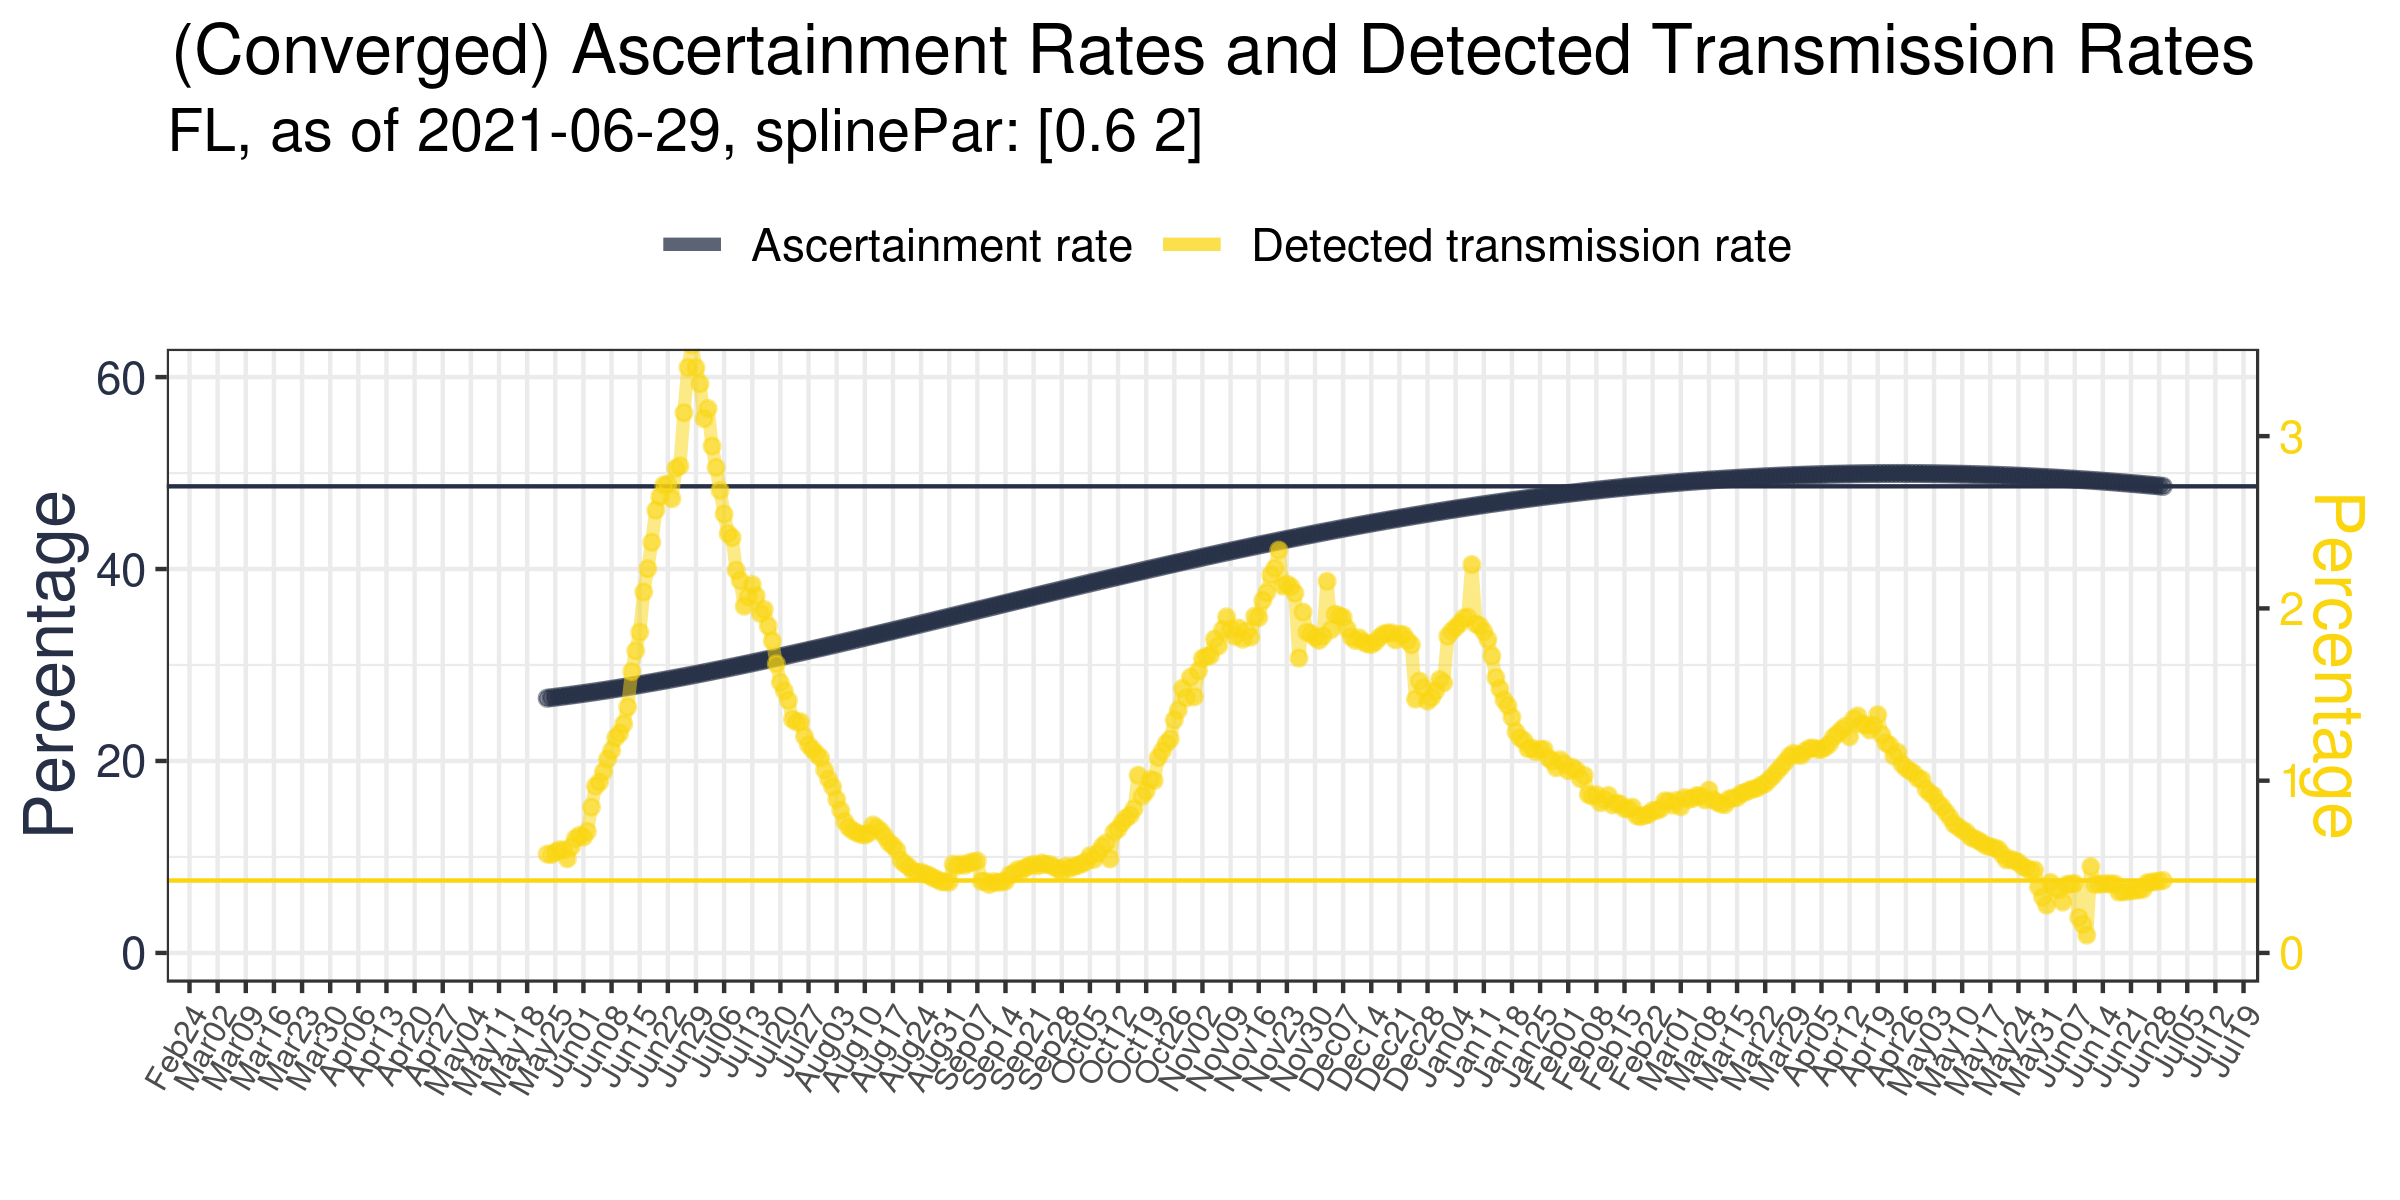 (Converged) Ascertainment Rates and Detected Transmission Rates
FL, as of 2021-06-29, splinePar: [0.6 2]
Ascertainment rate Detected transmission rate
Percentage
60
40
20
0
3
2
1
0
Percentage
Feb24 Mar02 Mar09 Mar16 Mar23 Mar30 Apr06 Apr13 Apr20 Apr27 May04 May11 May18 May25 Jun01 Jun08 Jun15 Jun22 Jun29 Jul06 Jul13 Jul20 Jul27 Aug03 Aug10 Aug17 Aug24 Aug31 Sep07 Sep14 Sep21 Sep28 Oct05 Oct12 Oct19 Oct26 Nov02 Nov09 Nov16 Nov23 Nov30 Dec07 Dec14 Dec21 Dec28 Jan04 Jan11 Jan18 Jan25 Feb01 Feb08 Feb15 Feb22 Mar01 Mar08 Mar15 Mar22 Mar29 Apr05 Apr12 Apr19 Apr26 May03 May10 May17 May24 May31 Jun07 Jun14 Jun21 Jun28 Jul05 Jul12 Jul19